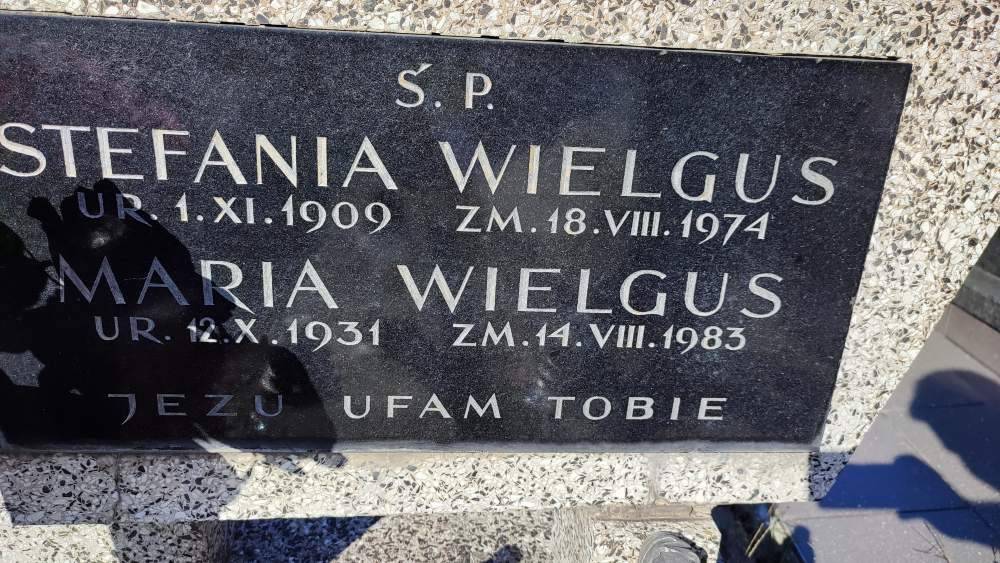 Ś. P.
STEFANIA WIELGUS
UR. 1. XI. 1909 ZM. 18. VIII. 1974
MARIA WIELGUS
UR. 12. X. 1931 ZM. 14. VIII. 1983
JEZU UFAM TOBIE